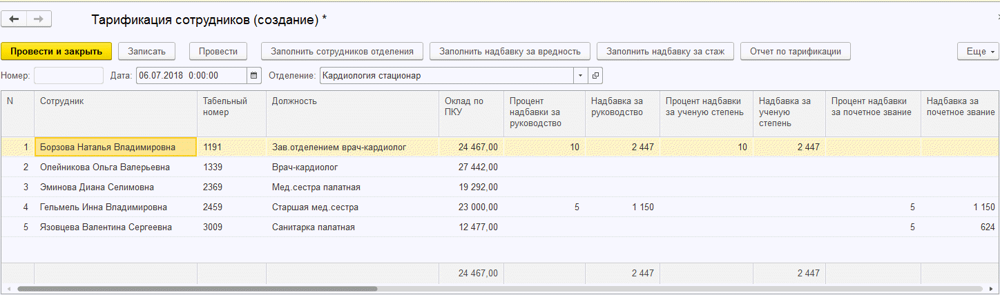 Тарификация сотрудников (создание) *
Провести и закрыть Записать Провести Заполнить сотрудников отделения Заполнить надбавку за вредность Заполнить надбавку за стаж Отчет по тарификации Еще
Номер: Дата: 06.07.2018 0:00:00 Отделение: Кардиология стационар
N Сотрудник Табельный Должность Оклад по Процент Надбавка за Процент надбавки Надбавка за Процент надбавки Надбавка за
номер ПКУ надбавки за руководство за ученую степень ученую за почетное звание почетное звание
руководство степень
1 Борзова Наталья Владимировна 1191 Зав.отделением врач-кардиолог 24 467,00 10 2 447 10 2 447
2 Олейникова Ольга Валерьевна 1339 Врач-кардиолог 27 442,00
3 Эминова Диана Селимовна 2369 Мед.сестра палатная 19 292,00
4 Гельмель Инна Владимировна 2459 Старшая мед.сестра 23 000,00 5 1 150 5 1 150
5 Язовцева Валентина Сергеевна 3009 Санитарка палатная 12 477,00 5 624
24 467,00 2 447 2 447